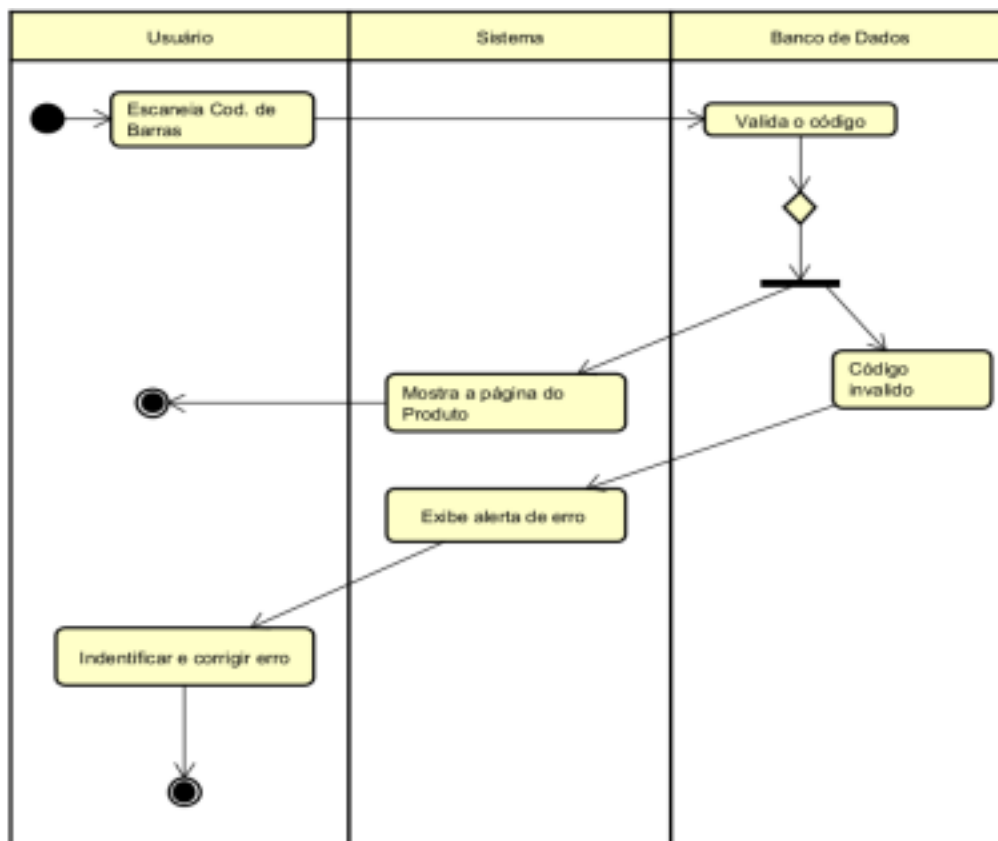 Usuário
Sistema
Banco de Dados
Escaneia Cod. de
Barras
Valida o código
Mostra a página do
Produto
Código
invalido
Exibe alerta de erro
Indentificar e corrigir erro